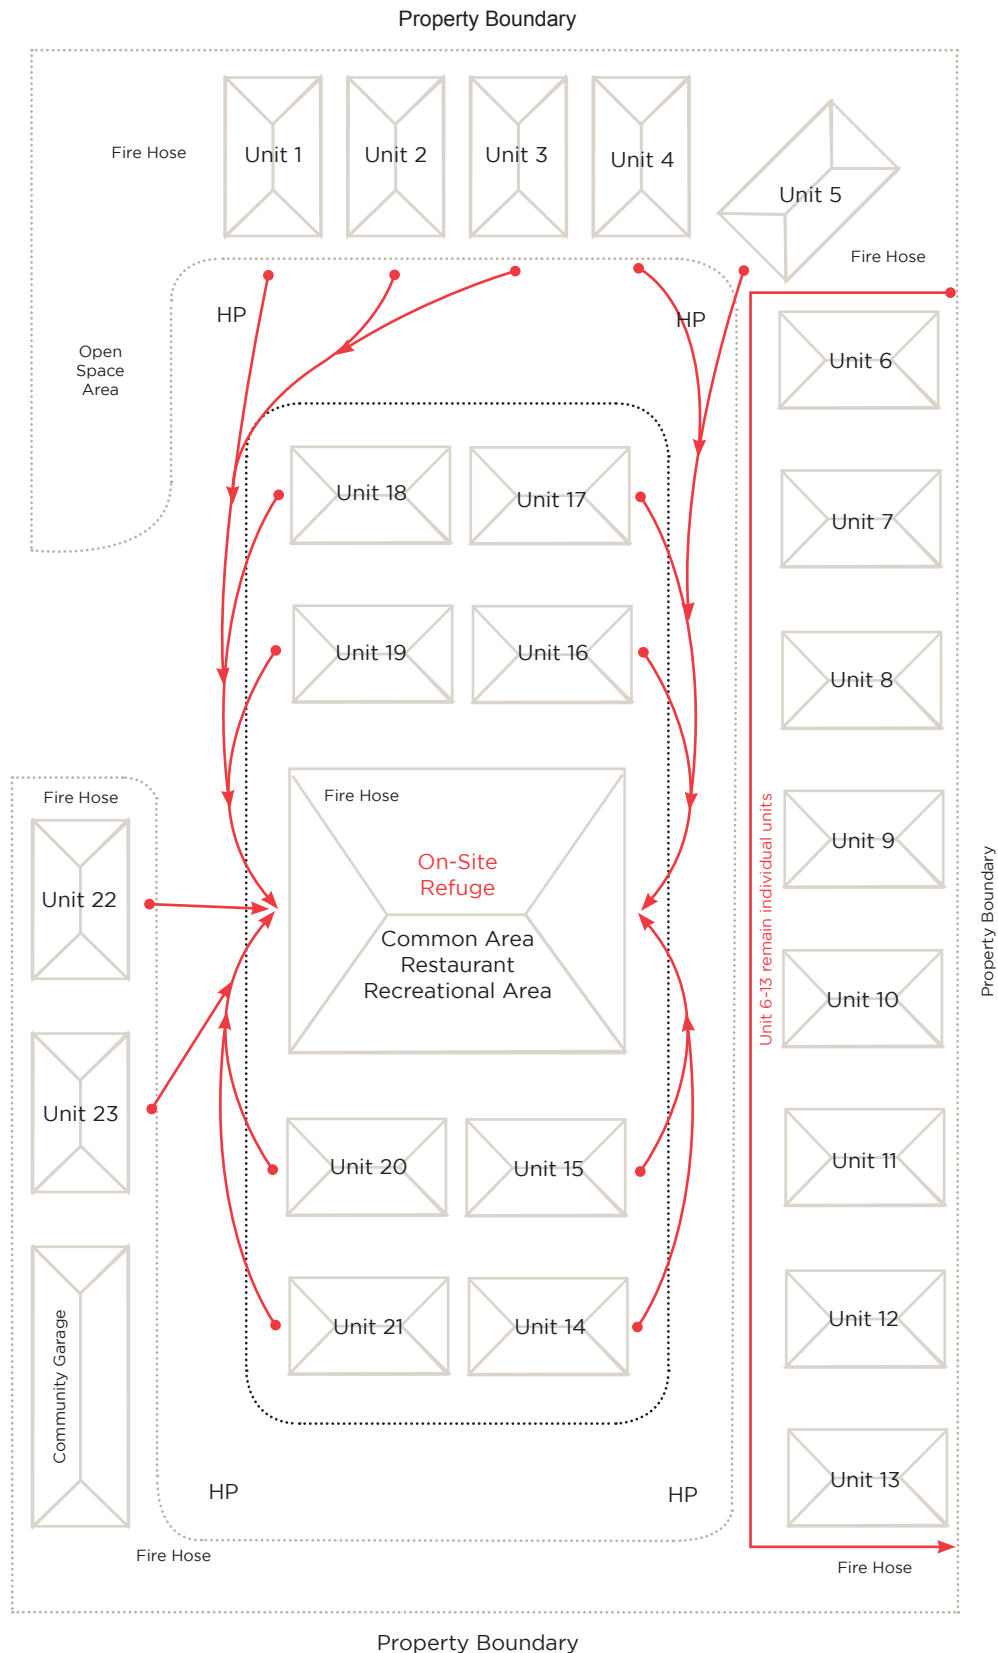 Property Boundary
Fire Hose
Unit 1
Unit 2
Unit 3
Unit 4
Unit 5
Fire Hose
HP
HP
Open
Space
Area
Unit 6
Unit 18
Unit 17
Unit 7
Unit 19
Unit 16
Unit 8
Fire Hose
Fire Hose
Unit 9
On-Site
Refuge
Common Area
Restaurant
Recreational Area
Unit 22
Unit 6-13 remain individual units
Property Boundary
Unit 10
Unit 23
Unit 20
Unit 15
Unit 11
Unit 21
Unit 14
Unit 12
Community Garage
Unit 13
HP
HP
Fire Hose
Fire Hose
Property Boundary